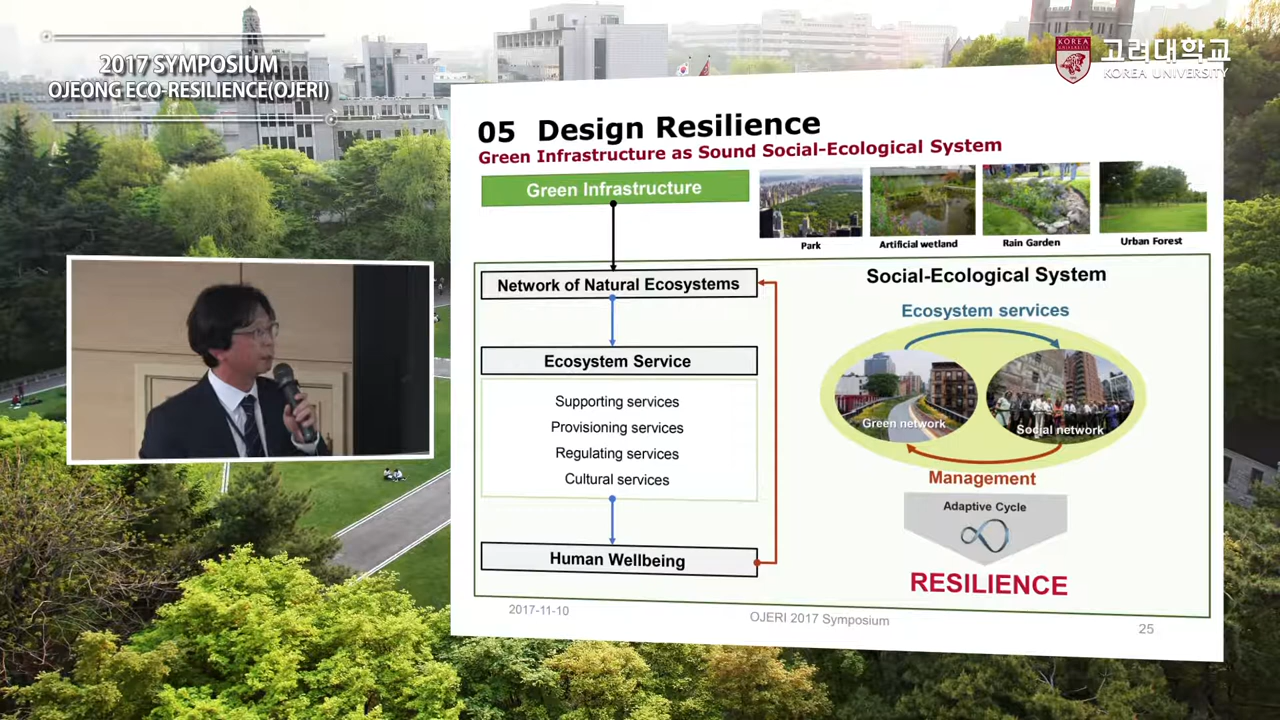 2017 SYMPOSIUM
OJEONG ECO-RESILIENCE(OJERI)
KOREA
UNIVERSITY
고려대학교
KOREA UNIVERSITY
05 Design Resilience
Green Infrastructure as Sound Social-Ecological System
Green Infrastructure
Park
Artificial wetland
Rain Garden
Urban Forest
Network of Natural Ecosystems
Ecosystem Service
Supporting services
Provisioning services
Regulating services
Cultural services
Human Wellbeing
Social-Ecological System
Ecosystem services
Green network
Social network
Management
Adaptive Cycle
RESILIENCE
2017-11-10
OJERI 2017 Symposium
25